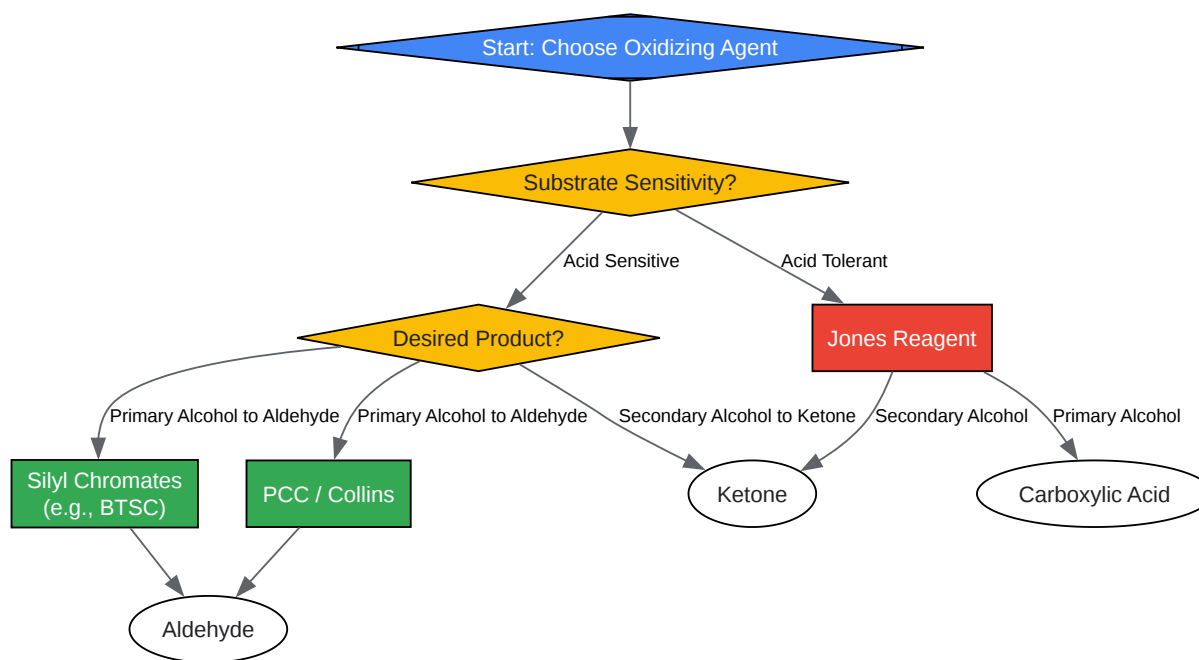 Start: Choose Oxidizing Agent
Substrate Sensitivity?
Acid Sensitive
Acid Tolerant
Desired Product?
Jones Reagent
Primary Alcohol to Aldehyde
Primary Alcohol to Aldehyde
Secondary Alcohol to Ketone
Secondary Alcohol
Primary Alcohol
Silyl Chromates
(e.g., BTSC)
PCC / Collins
Ketone
Carboxylic Acid
Aldehyde